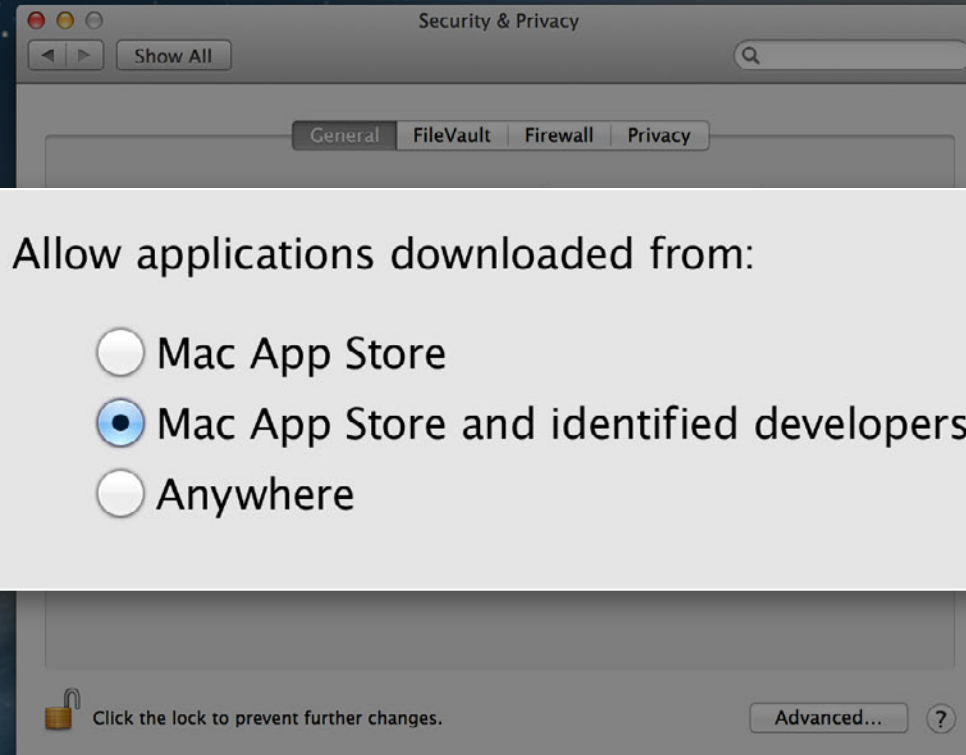 Security & Privacy
Show All
General FileVault Firewall Privacy
Allow applications downloaded from:
Mac App Store
Mac App Store and identified developers
Anywhere
Click the lock to prevent further changes.
Advanced... ?